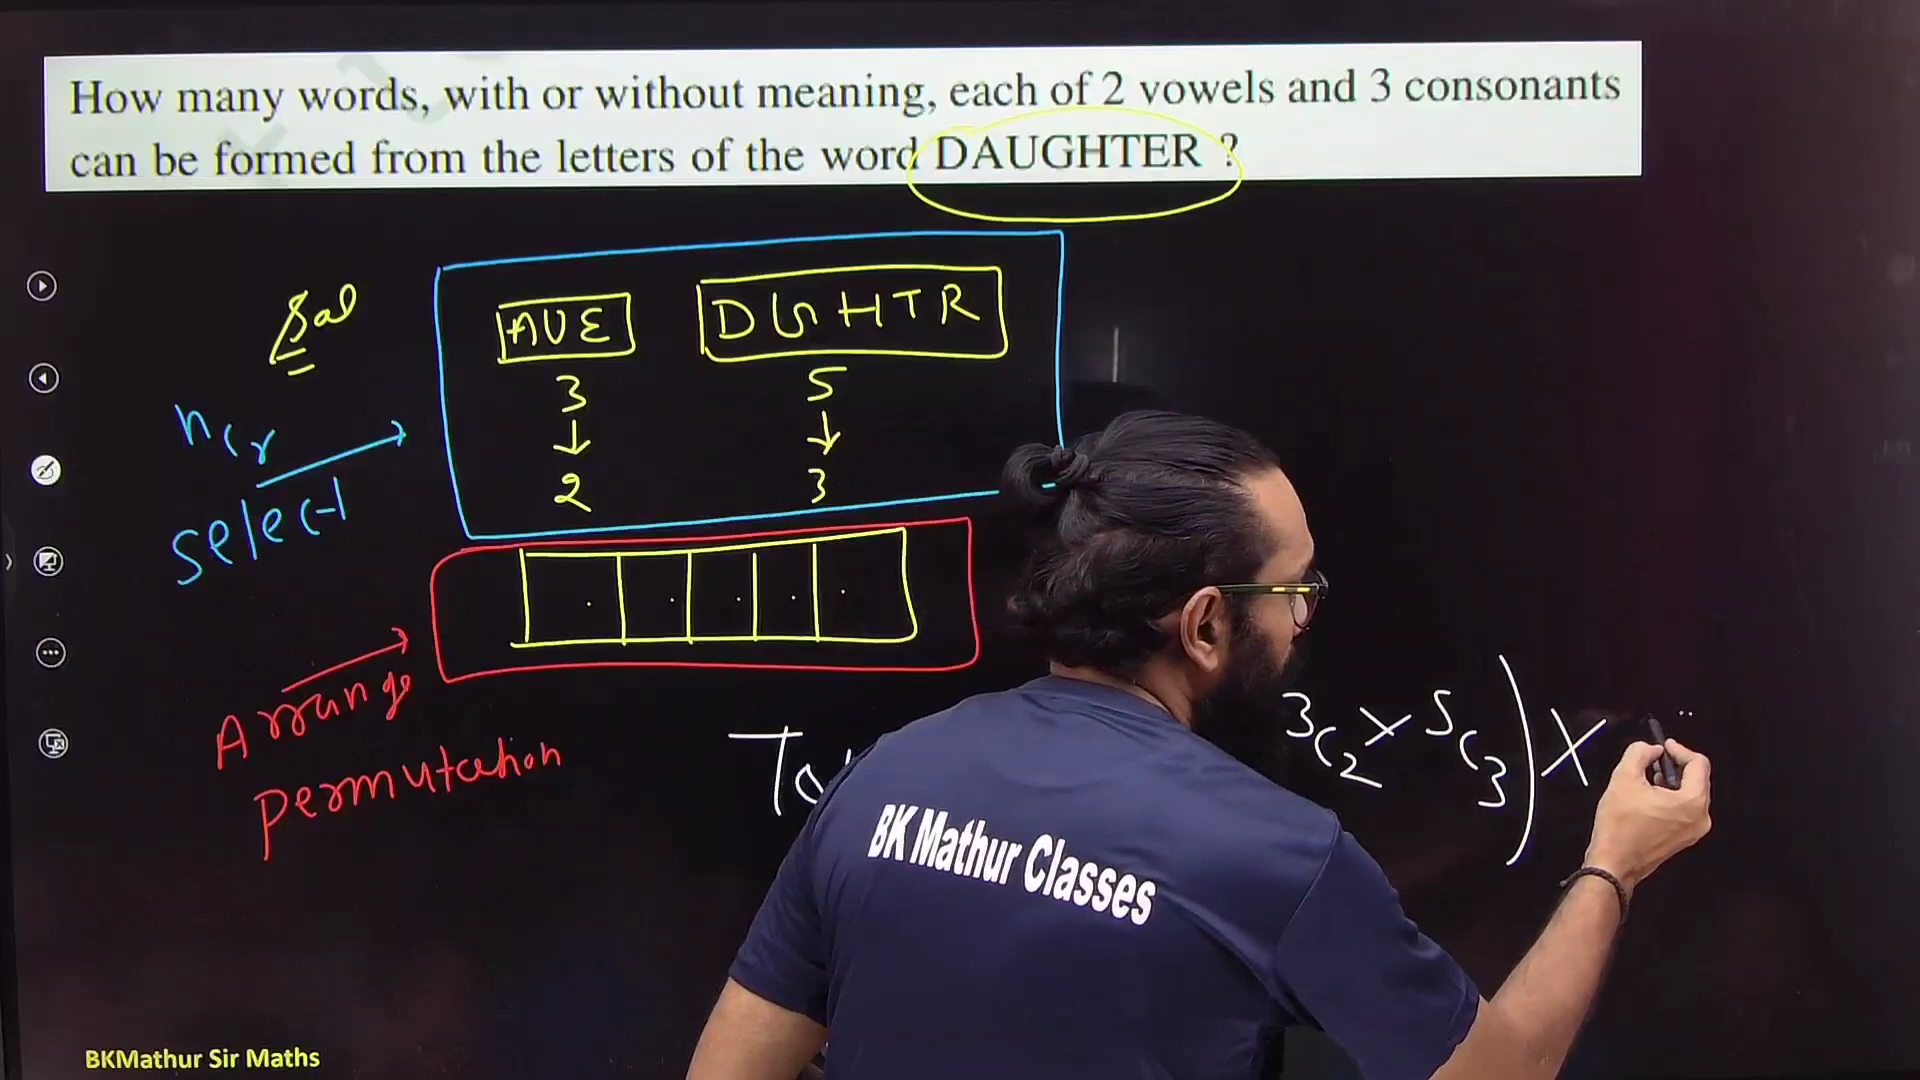 How many words, with or without meaning, each of 2 vowels and 3 consonants
can be formed from the letters of the word DAUGHTER ?
Sol
AUE
DGHTR
3
5
nCr
2
3
Select
Arrange
permutation
3C2 X 5C3) X
BK Mathur Classes
BKMathur Sir Maths